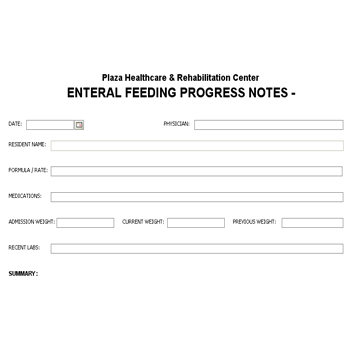 Plaza Healthcare & Rehabilitation Center
ENTERAL FEEDING PROGRESS NOTES -
DATE: PHYSICIAN:
RESIDENT NAME:
FORMULA / RATE:
MEDICATIONS:
ADMISSION WEIGHT: CURRENT WEIGHT: PREVIOUS WEIGHT:
RECENT LABS:
SUMMARY: